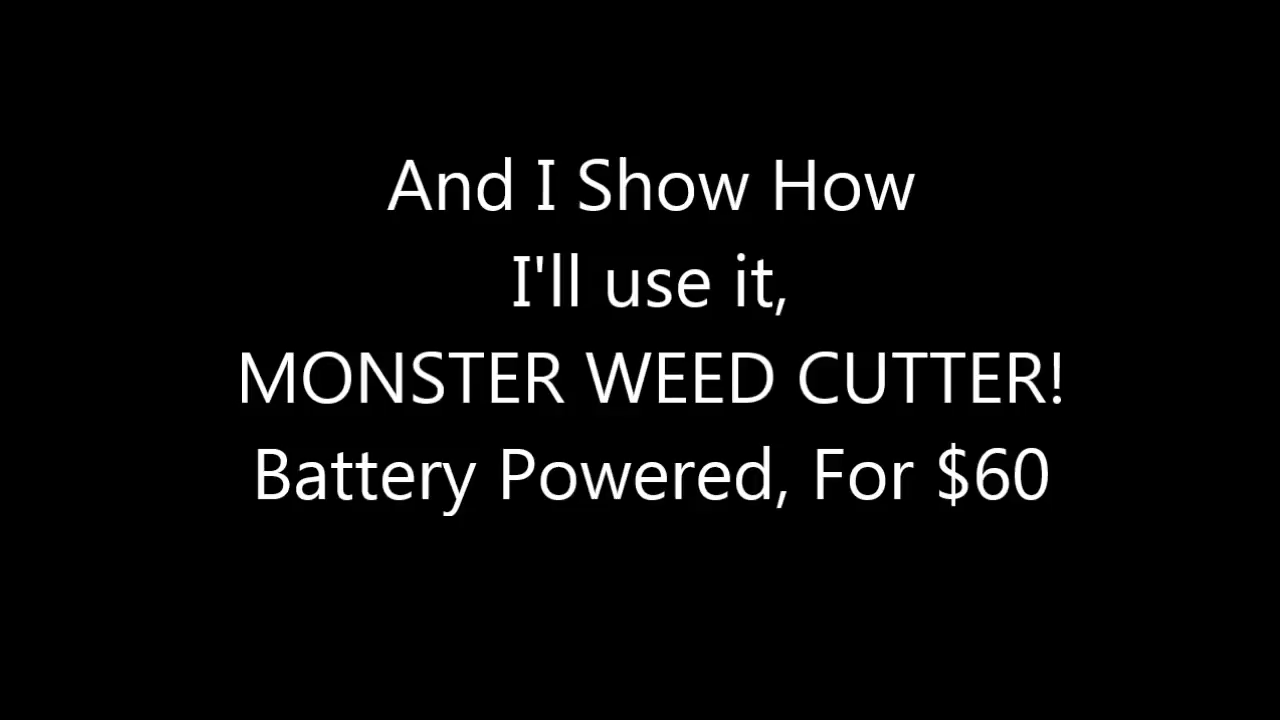 And I Show How
I'll use it,
MONSTER WEED CUTTER!
Battery Powered, For $60